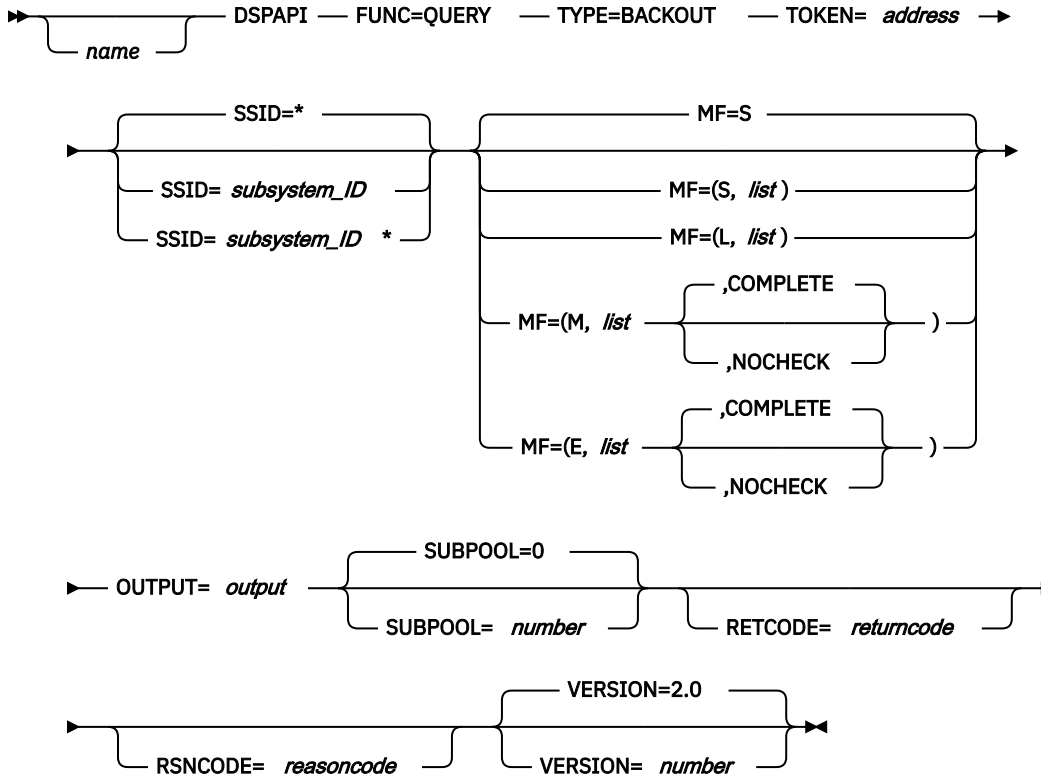 DSPAPI FUNC=QUERY TYPE=BACKOUT TOKEN= address
name
SSID=* MF=S
SSID= subsystem_ID MF=(S, list )
SSID= subsystem_ID * MF=(L, list )
,COMPLETE
MF=(M, list )
,NOCHECK
,COMPLETE
MF=(E, list )
,NOCHECK
SUBPOOL=0
OUTPUT= output
SUBPOOL= number RETCODE= returncode
VERSION=2.0
RSNCODE= reasoncode VERSION= number